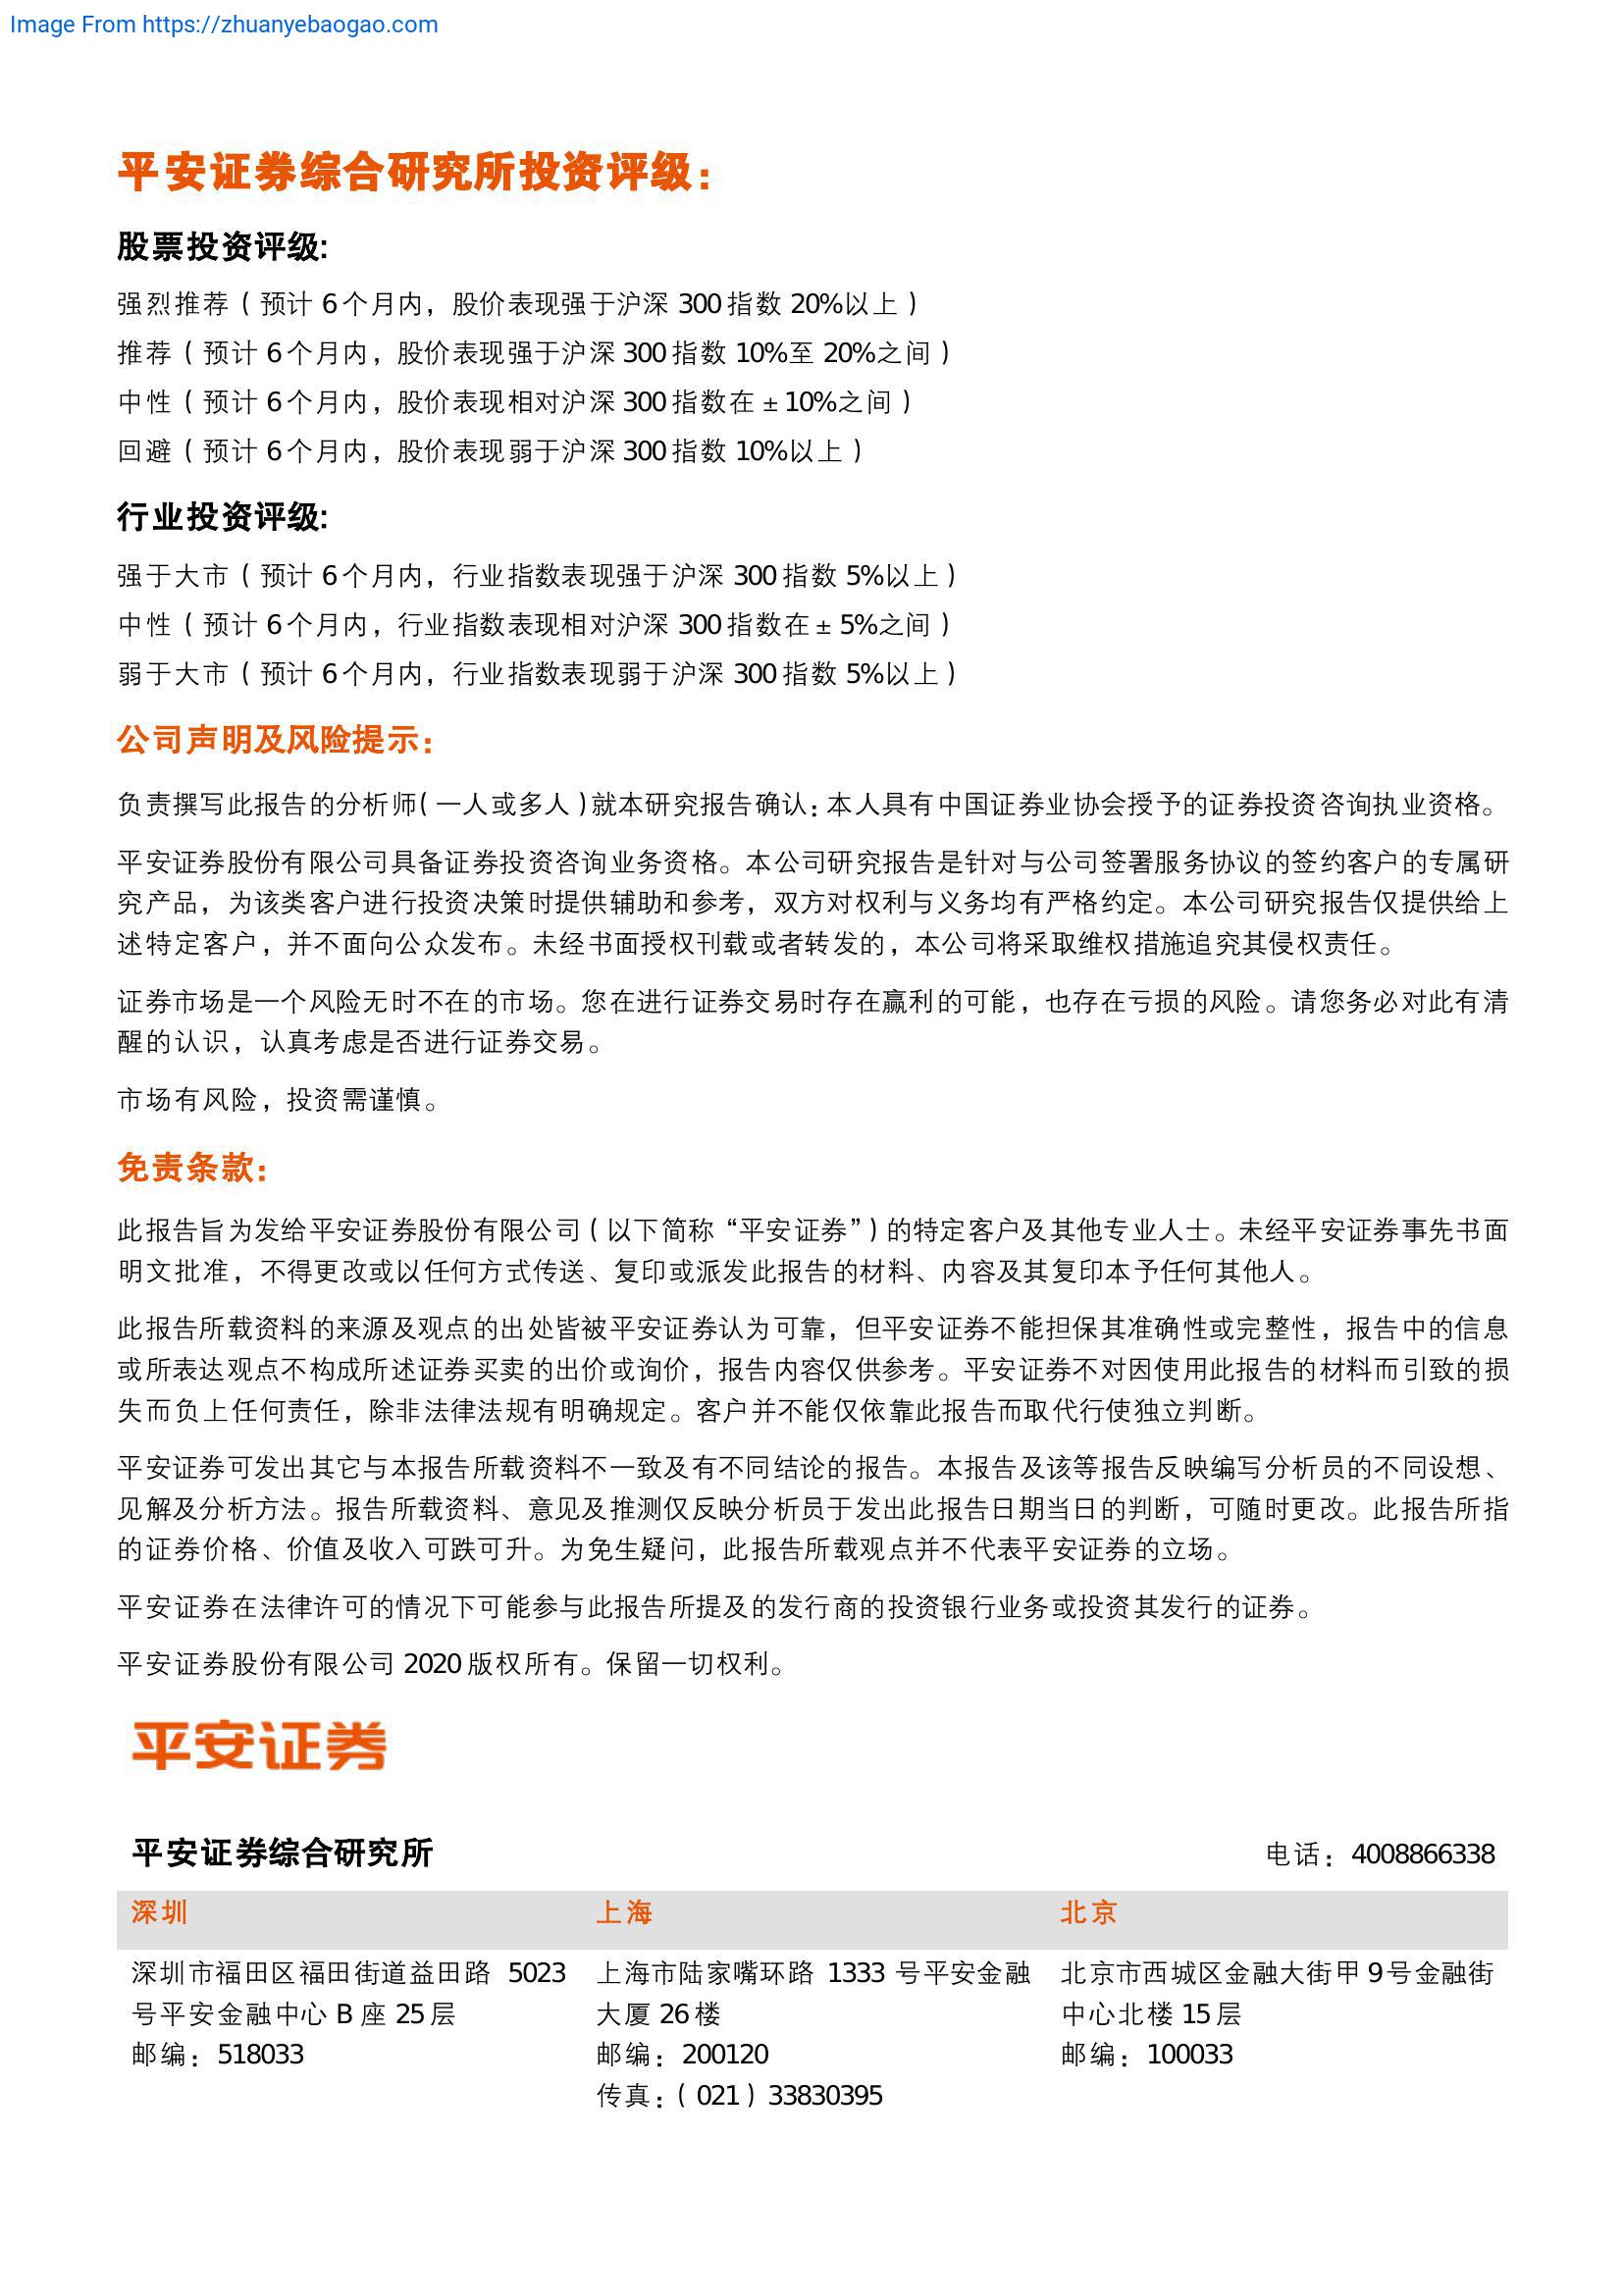 Image From https://zhuanyebaogao.com
平安证券综合研究所投资评级：
股票投资评级:
强烈推荐（预计 6 个月内，股价表现强于沪深 300 指数 20%以上）
推荐（预计 6 个月内，股价表现强于沪深 300 指数 10%至 20%之间）
中性（预计 6 个月内，股价表现相对沪深 300 指数在 ± 10%之间）
回避（预计 6 个月内，股价表现弱于沪深 300 指数 10%以上）
行业投资评级:
强于大市（预计 6 个月内，行业指数表现强于沪深 300 指数 5%以上）
中性（预计 6 个月内，行业指数表现相对沪深 300 指数在 ± 5%之间）
弱于大市（预计 6 个月内，行业指数表现弱于沪深 300 指数 5%以上）
公司声明及风险提示：
负责撰写此报告的分析师(一人或多人)就本研究报告确认：本人具有中国证券业协会授予的证券投资咨询执业资格。
平安证券股份有限公司具备证券投资咨询业务资格。本公司研究报告是针对与公司签署服务协议的签约客户的专属研
究产品，为该类客户进行投资决策时提供辅助和参考，双方对权利与义务均有严格约定。本公司研究报告仅提供给上
述特定客户，并不面向公众发布。未经书面授权刊载或者转发的，本公司将采取维权措施追究其侵权责任。
证券市场是一个风险无时不在的市场。您在进行证券交易时存在赢利的可能，也存在亏损的风险。请您务必对此有清
醒的认识，认真考虑是否进行证券交易。
市场有风险，投资需谨慎。
免责条款：
此报告旨为发给平安证券股份有限公司（以下简称“平安证券”）的特定客户及其他专业人士。未经平安证券事先书面
明文批准，不得更改或以任何方式传送、复印或派发此报告的材料、内容及其复印本予任何其他人。
此报告所载资料的来源及观点的出处皆被平安证券认为可靠，但平安证券不能担保其准确性或完整性，报告中的信息
或所表达观点不构成所述证券买卖的出价或询价，报告内容仅供参考。平安证券不对因使用此报告的材料而引致的损
失而负上任何责任，除非法律法规有明确规定。客户并不能仅依靠此报告而取代行使独立判断。
平安证券可发出其它与本报告所载资料不一致及有不同结论的报告。本报告及该等报告反映编写分析员的不同设想、
见解及分析方法。报告所载资料、意见及推测仅反映分析员于发出此报告日期当日的判断，可随时更改。此报告所指
的证券价格、价值及收入可跌可升。为免生疑问，此报告所载观点并不代表平安证券的立场。
平安证券在法律许可的情况下可能参与此报告所提及的发行商的投资银行业务或投资其发行的证券。
平安证券股份有限公司 2020 版权所有。保留一切权利。
平安证券
平安证券综合研究所 电话：4008866338
深圳 上海 北京
深圳市福田区福田街道益田路 5023 上海市陆家嘴环路 1333 号平安金融 北京市西城区金融大街甲 9 号金融街
号平安金融中心 B 座 25 层 大厦 26 楼 中心北楼 15 层
邮编：518033 邮编：200120 邮编：100033
传真：（021）33830395